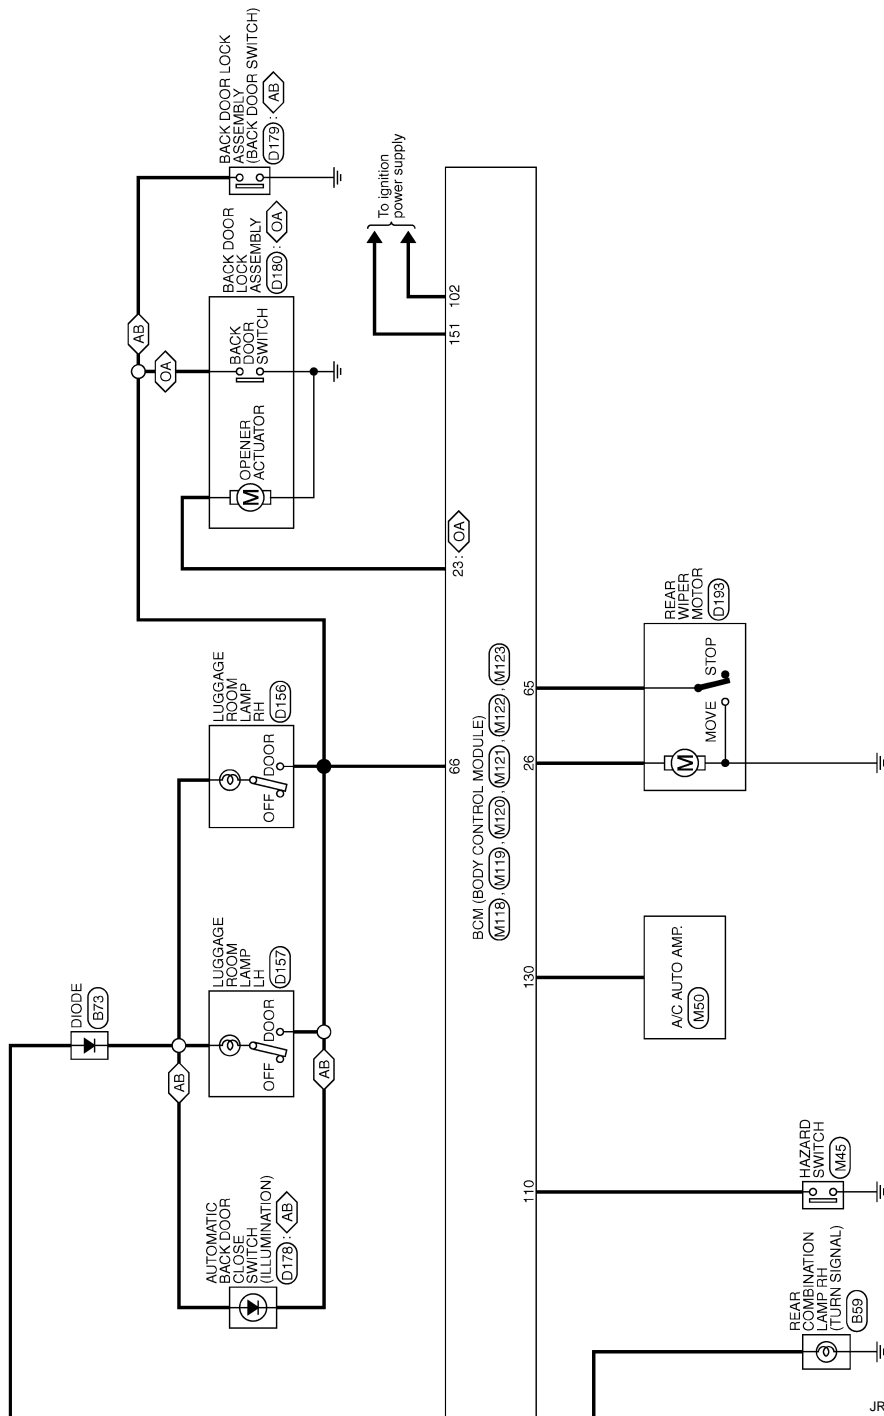 BACK DOOR LOCK
ASSEMBLY
(BACK DOOR SWITCH)
D179 : AB
BACK DOOR
LOCK
ASSEMBLY
D180 : OA
To ignition
power supply
AB
OA
BACK
DOOR
SWITCH
OPENER
ACTUATOR
M
102
151
23 : OA
LUGGAGE
ROOM
LAMP
RH
D156
OFF
DOOR
66
REAR
WIPER
MOTOR
D193
STOP
MOVE
M
65
26
BCM (BODY CONTROL MODULE)
M118 , M119 , M120 , M121 , M122 , M123
DIODE
B73
LUGGAGE
ROOM
LAMP
LH
D157
OFF
DOOR
AB
AB
130
A/C AUTO AMP.
M50
AUTOMATIC
BACK DOOR
CLOSE
SWITCH
(ILLUMINATION)
D178 : AB
110
HAZARD
SWITCH
M45
REAR
COMBINATION
LAMP RH
(TURN SIGNAL)
B59
JR